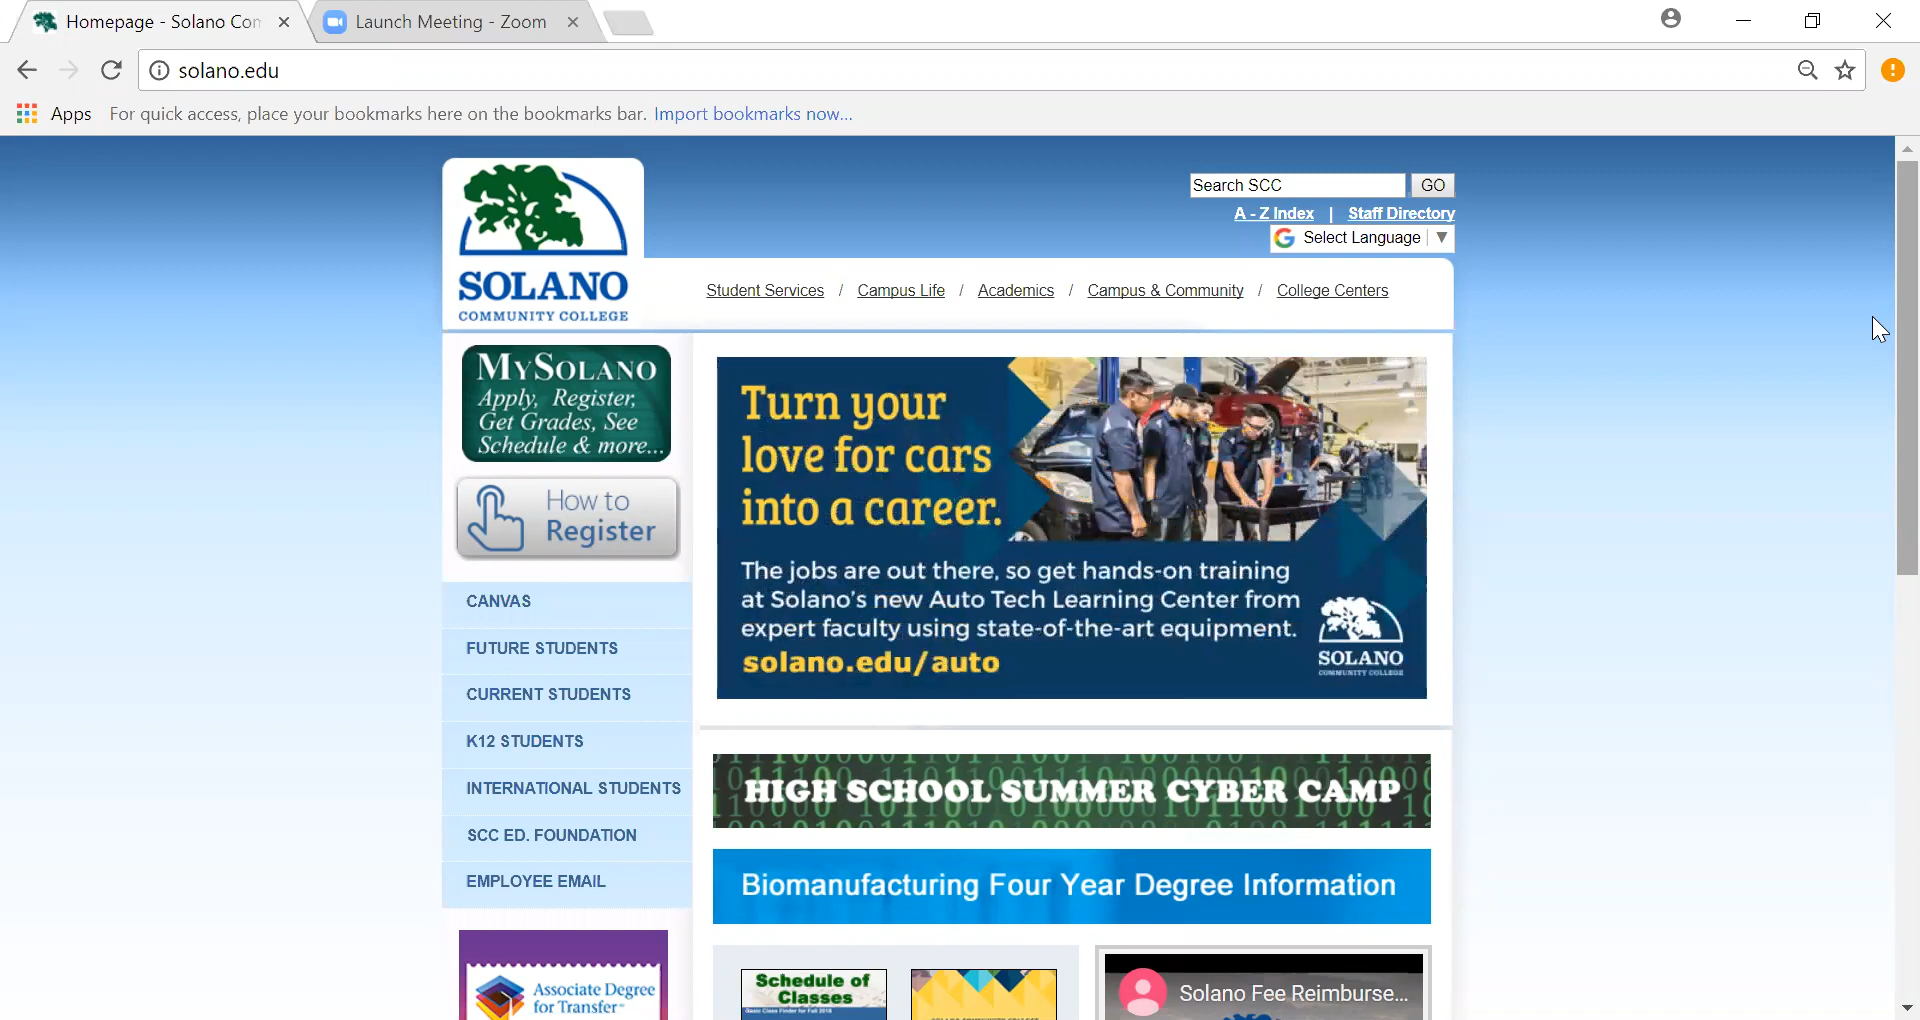 Homepage - Solano Con
Launch Meeting - Zoom
solano.edu
Apps For quick access, place your bookmarks here on the bookmarks bar. Import bookmarks now...
Search SCC GO
A - Z Index | Staff Directory
Select Language ▼
SOLANO
COMMUNITY COLLEGE
Student Services / Campus Life / Academics / Campus & Community / College Centers
MYSOLANO
Apply, Register,
Get Grades, See
Schedule & more...
How to
Register
CANVAS
FUTURE STUDENTS
CURRENT STUDENTS
K12 STUDENTS
INTERNATIONAL STUDENTS
SCC ED. FOUNDATION
EMPLOYEE EMAIL
Associate Degree
for Transfer
Turn your
love for cars
into a career.
The jobs are out there, so get hands-on training
at Solano's new Auto Tech Learning Center from
expert faculty using state-of-the-art equipment.
solano.edu/auto
SOLANO
COMMUNITY COLLEGE
HIGH SCHOOL SUMMER CYBER CAMP
Biomanufacturing Four Year Degree Information
Schedule of
Classes
Basic Class Finder for Fall 2018
Solano Fee Reimburse...